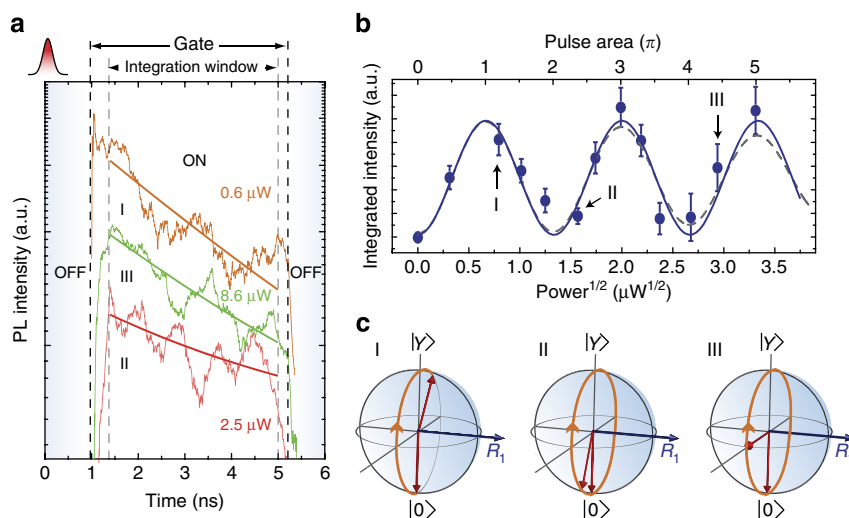 a
Gate
Integration window
ON
OFF
OFF
I
III
II
0.6 μW
8.6 μW
2.5 μW
PL intensity (a.u.)
0 1 2 3 4 5 6
Time (ns)
b
Pulse area (π)
0 1 2 3 4 5
Integrated intensity (a.u.)
I
II
III
0.0 0.5 1.0 1.5 2.0 2.5 3.0 3.5
Power1/2 (μW1/2)
c
I II III
|Y⟩ |Y⟩ |Y⟩
R1 R1 R
|0⟩ |0⟩ |0⟩